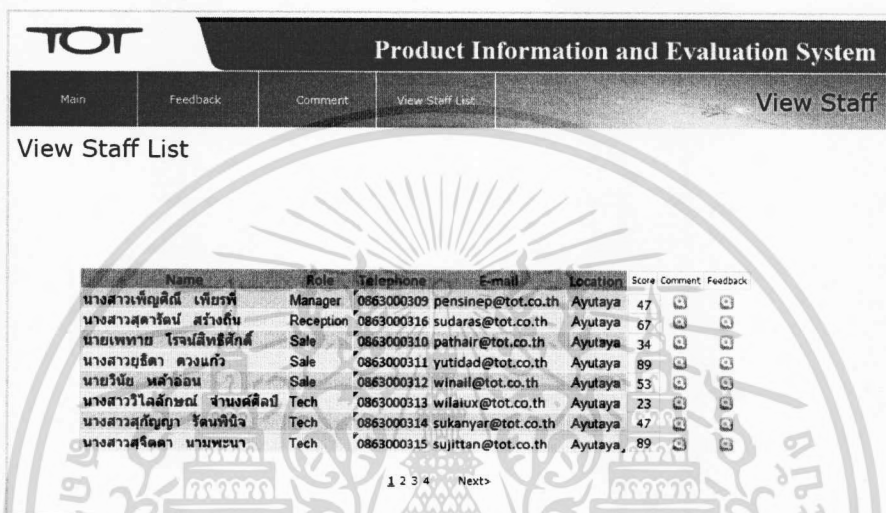 TOT
Product Information and Evaluation System
Main Feedback Comment View Staff List View Staff
View Staff List
Name Role Telephone E-mail Location Score Comment Feedback
นางสาวเพ็ญศิณี เพียรพี Manager 0863000309 pensinep@tot.co.th Ayutaya 47
นางสาวสุดารัตน์ สร้างถิ่น Reception 0863000316 sudaras@tot.co.th Ayutaya 67
นายเพทาย โรจน์สิทธิศักดิ์ Sale 0863000310 pathair@tot.co.th Ayutaya 34
นางสาวยุธิดา ดวงแก้ว Sale 0863000311 yutidad@tot.co.th Ayutaya 89
นายวินัย หล้าอ่อน Sale 0863000312 winail@tot.co.th Ayutaya 53
นางสาววิไลลักษณ์ จำนงค์ศิลป์ Tech 0863000313 wilaiux@tot.co.th Ayutaya 23
นางสาวสุกัญญา รัตนพินิจ Tech 0863000314 sukanyar@tot.co.th Ayutaya 47
นางสาวสุจิตตา นามพะนา Tech 0863000315 sujittan@tot.co.th Ayutaya 89
1 2 3 4 Next>